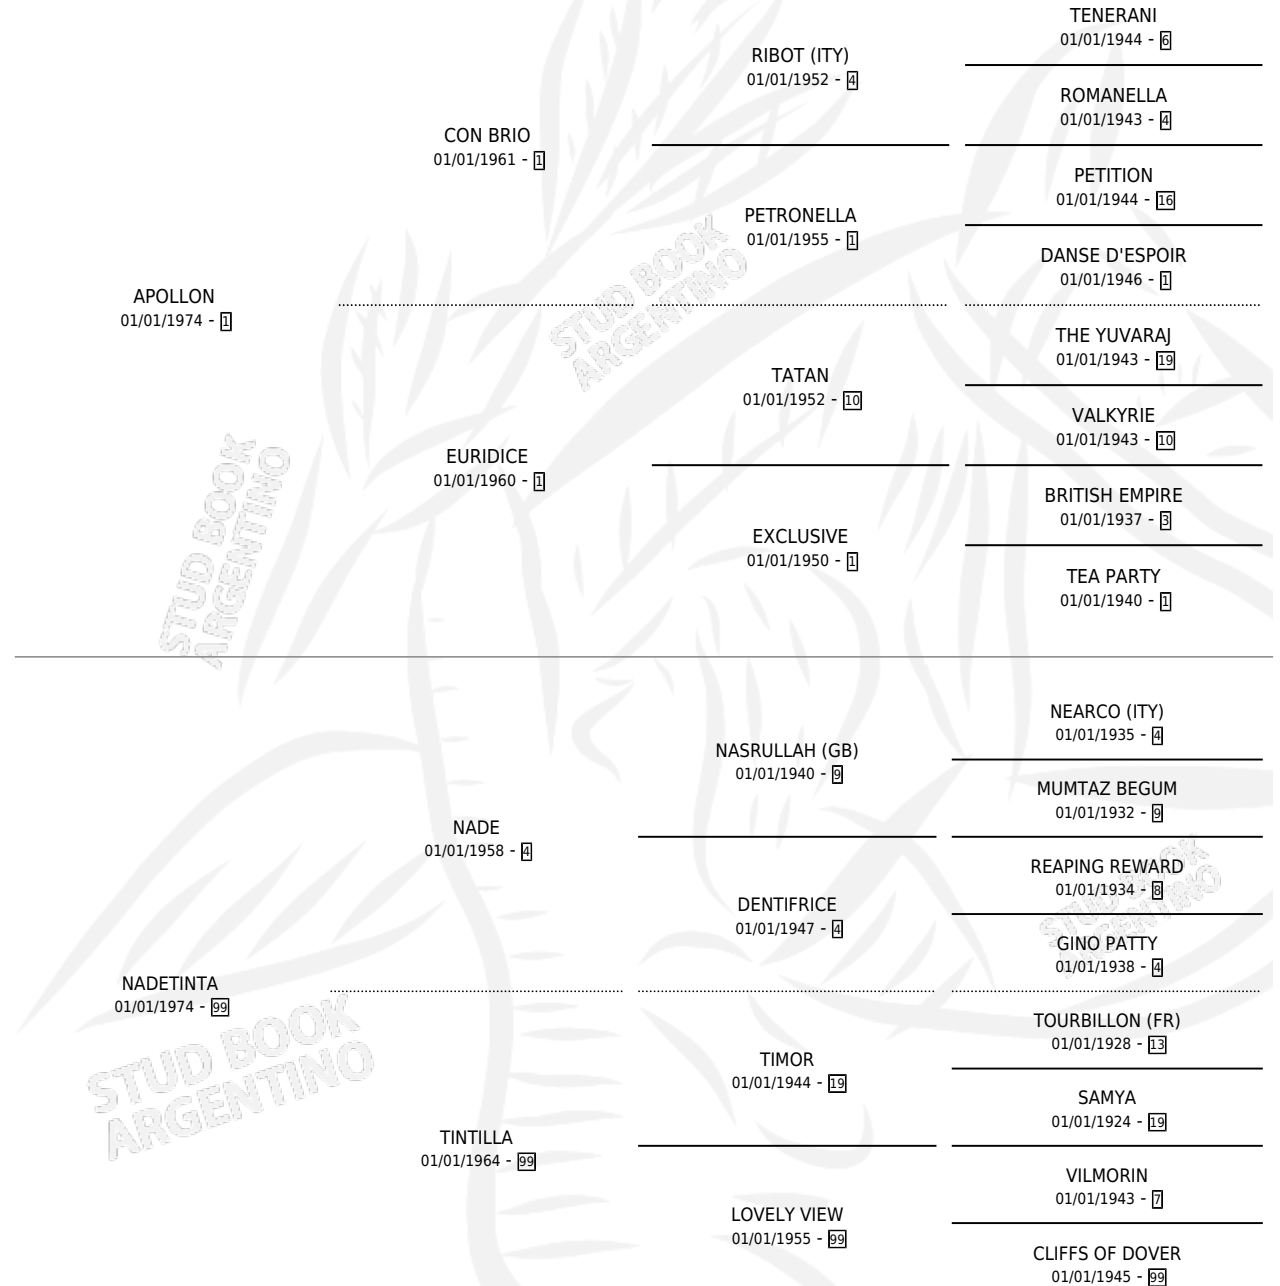 TENERANI
01/01/1944 - 6
RIBOT (ITY)
01/01/1952 - 4
ROMANELLA
01/01/1943 - 4
CON BRIO
01/01/1961 - 1
PETITION
01/01/1944 - 16
PETRONELLA
01/01/1955 - 1
DANSE D'ESPOIR
01/01/1946 - 1
APOLLON
01/01/1974 - 1
STUD BOOK
ARGENTINO
THE YUVARAJ
01/01/1943 - 19
TATAN
01/01/1952 - 10
VALKYRIE
01/01/1943 - 10
EURIDICE
01/01/1960 - 1
BRITISH EMPIRE
01/01/1937 - 3
EXCLUSIVE
01/01/1950 - 1
TEA PARTY
01/01/1940 - 1
STUD BOOK
ARGENTINO
NEARCO (ITY)
01/01/1935 - 4
NASRULLAH (GB)
01/01/1940 - 9
MUMTAZ BEGUM
01/01/1932 - 9
NADE
01/01/1958 - 4
REAPING REWARD
01/01/1934 - 8
DENTIFRICE
01/01/1947 - 4
STUD BOOK
ARGENTINO
GINO PATTY
01/01/1938 - 4
NADETINTA
01/01/1974 - 99
TOURBILLON (FR)
01/01/1928 - 13
TIMOR
01/01/1944 - 19
STUD BOOK
ARGENTINO
SAMYA
01/01/1924 - 19
TINTILLA
01/01/1964 - 99
VILMORIN
01/01/1943 - 7
LOVELY VIEW
01/01/1955 - 99
CLIFFS OF DOVER
01/01/1945 - 99